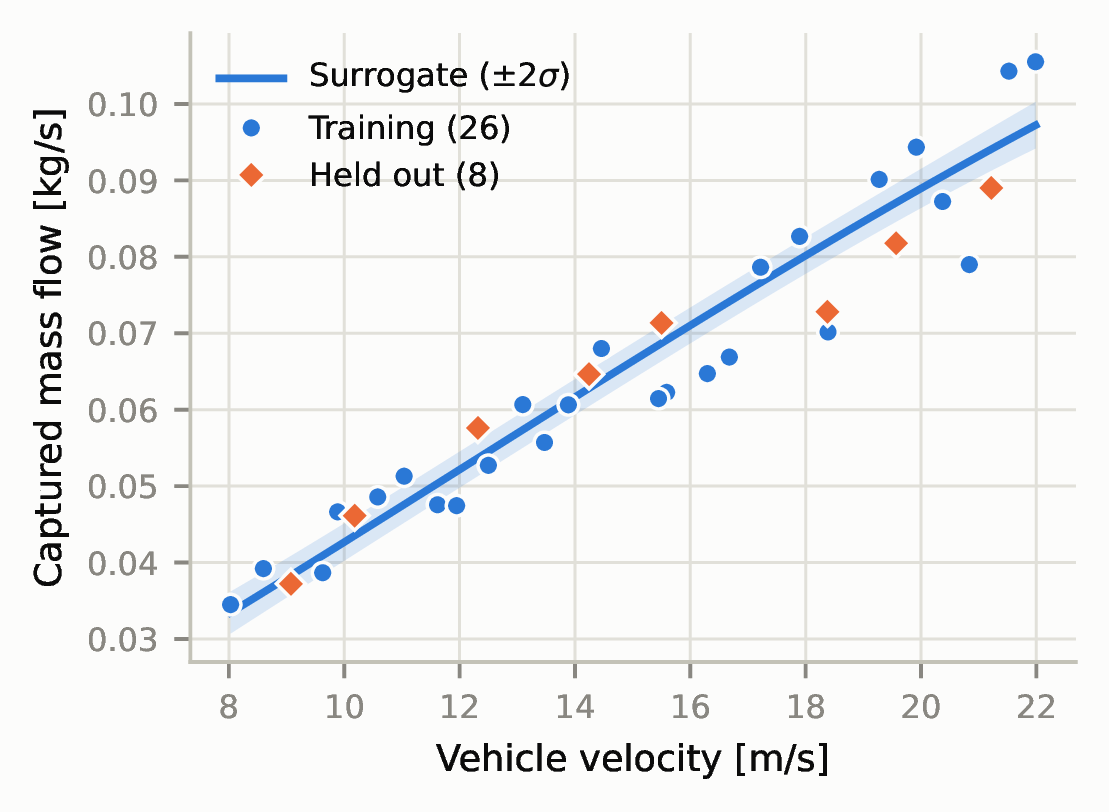 Surrogate (±2σ)
Training (26)
Held out (8)
Captured mass flow [kg/s]
0.10
0.09
0.08
0.07
0.06
0.05
0.04
0.03
8 10 12 14 16 18 20 22
Vehicle velocity [m/s]